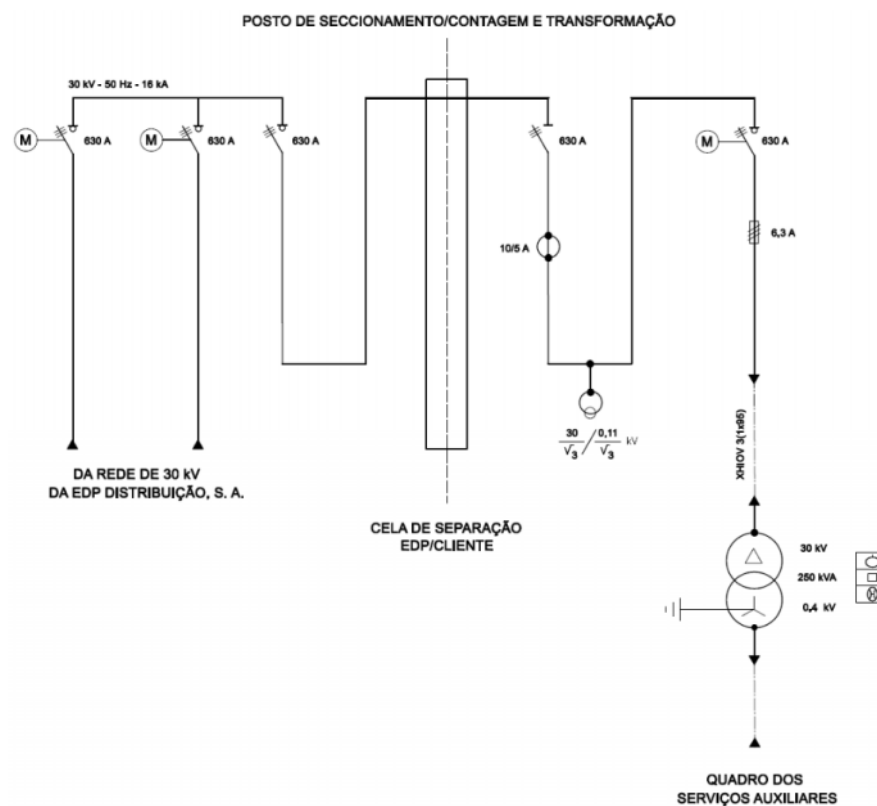 POSTO DE SECCIONAMENTO/CONTAGEM E TRANSFORMAÇÃO
30 kV - 50 Hz - 16 kA
M
630 A
M
630 A
630 A
630 A
M
630 A
10/5 A
6,3 A
30
√3
/
0,11
√3
kV
XHIOV 3(1x95)
DA REDE DE 30 kV
DA EDP DISTRIBUIÇÃO, S. A.
CELA DE SEPARAÇÃO
EDP/CLIENTE
30 kV
250 kVA
0,4 kV
QUADRO DOS
SERVIÇOS AUXILIARES